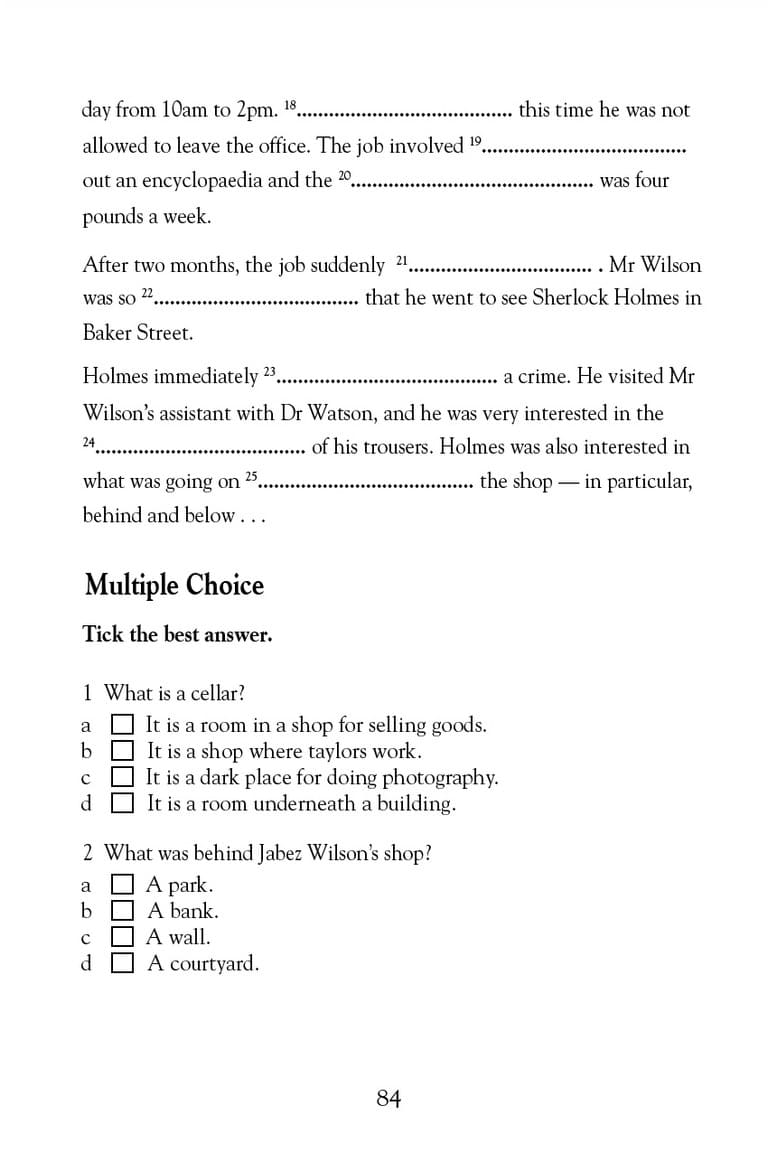 day from 10am to 2pm. 18........................................ this time he was not
allowed to leave the office. The job involved 19.......................................
out an encyclopaedia and the 20.............................................. was four
pounds a week.
After two months, the job suddenly 21................................... . Mr Wilson
was so 22....................................... that he went to see Sherlock Holmes in
Baker Street.
Holmes immediately 23.......................................... a crime. He visited Mr
Wilson's assistant with Dr Watson, and he was very interested in the
24........................................ of his trousers. Holmes was also interested in
what was going on 25........................................ the shop — in particular,
behind and below . . .
Multiple Choice
Tick the best answer.
1 What is a cellar?
a ☐ It is a room in a shop for selling goods.
b ☐ It is a shop where taylors work.
c ☐ It is a dark place for doing photography.
d ☐ It is a room underneath a building.
2 What was behind Jabez Wilson's shop?
a ☐ A park.
b ☐ A bank.
c ☐ A wall.
d ☐ A courtyard.
84